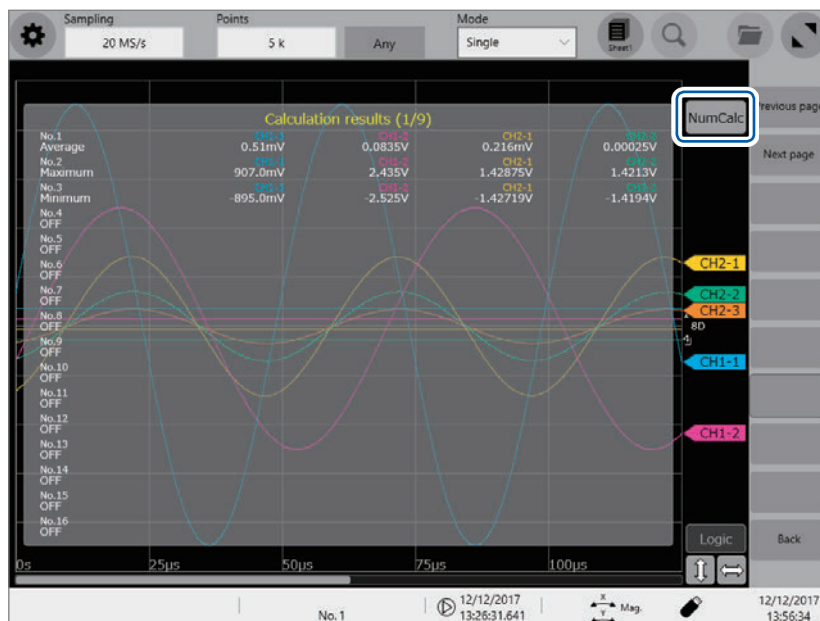 Sampling Points Mode
20 MS/s 5 k Any Single Sheet1
Calculation results (1/9)
NumCalc
Previous page
Next page
No.1 CH1-1 CH1-2 CH2-1 CH2-2
Average 0.51mV 0.0835V 0.216mV 0.00025V
No.2 CH1-1 CH1-2 CH2-1 CH2-2
Maximum 907.0mV 2.435V 1.42875V 1.4213V
No.3 CH1-1 CH1-2 CH2-1 CH2-2
Minimum -895.0mV -2.525V -1.42719V -1.4194V
No.4
OFF
No.5
OFF
No.6
OFF
CH2-1
No.7
OFF
CH2-2
No.8
OFF
CH2-3
8D
No.9
OFF
No.10
OFF
CH1-1
No.11
OFF
No.12
OFF
CH1-2
No.13
OFF
No.14
OFF
No.15
OFF
No.16
OFF
Logic Back
0s 25µs 50µs 75µs 100µs
No.1 12/12/2017 X Mag. 12/12/2017
13:26:31.641 Y 13:56:34